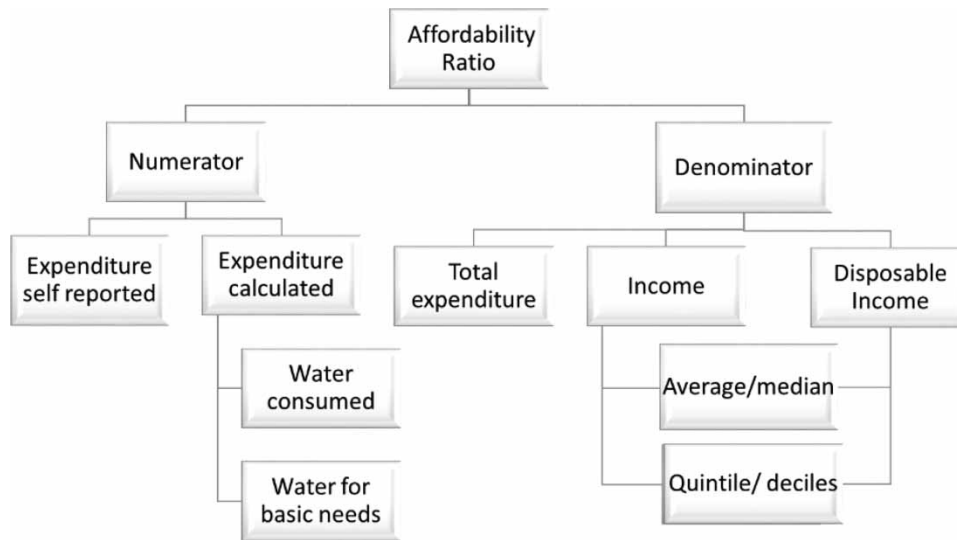 Affordability
Ratio
Numerator
Denominator
Expenditure
self reported
Expenditure
calculated
Total
expenditure
Income
Disposable
Income
Water
consumed
Average/median
Water for
basic needs
Quintile/ deciles